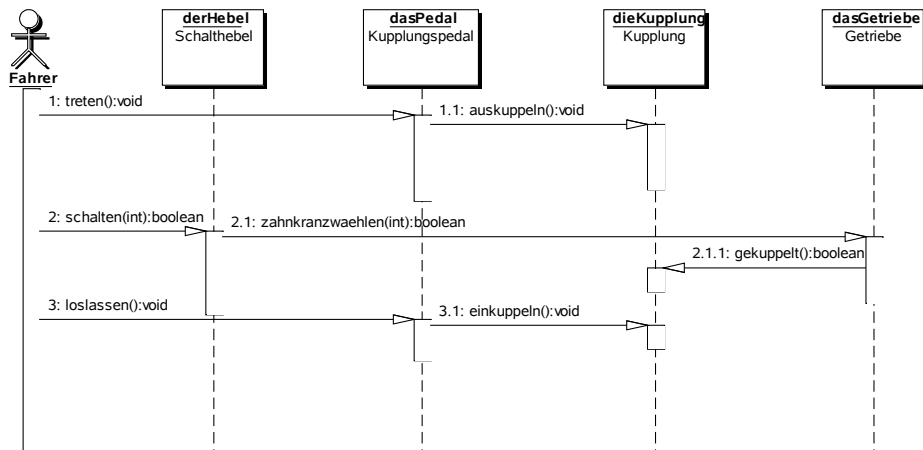 derHebel
Schalthebel
dasPedal
Kupplungspedal
dieKupplung
Kupplung
dasGetriebe
Getriebe
Fahrer
1: treten():void
1.1: auskuppeln():void
2: schalten(int):boolean
2.1: zahnkranzwaehlen(int):boolean
2.1.1: gekuppelt():boolean
3: loslassen():void
3.1: einkuppeln():void